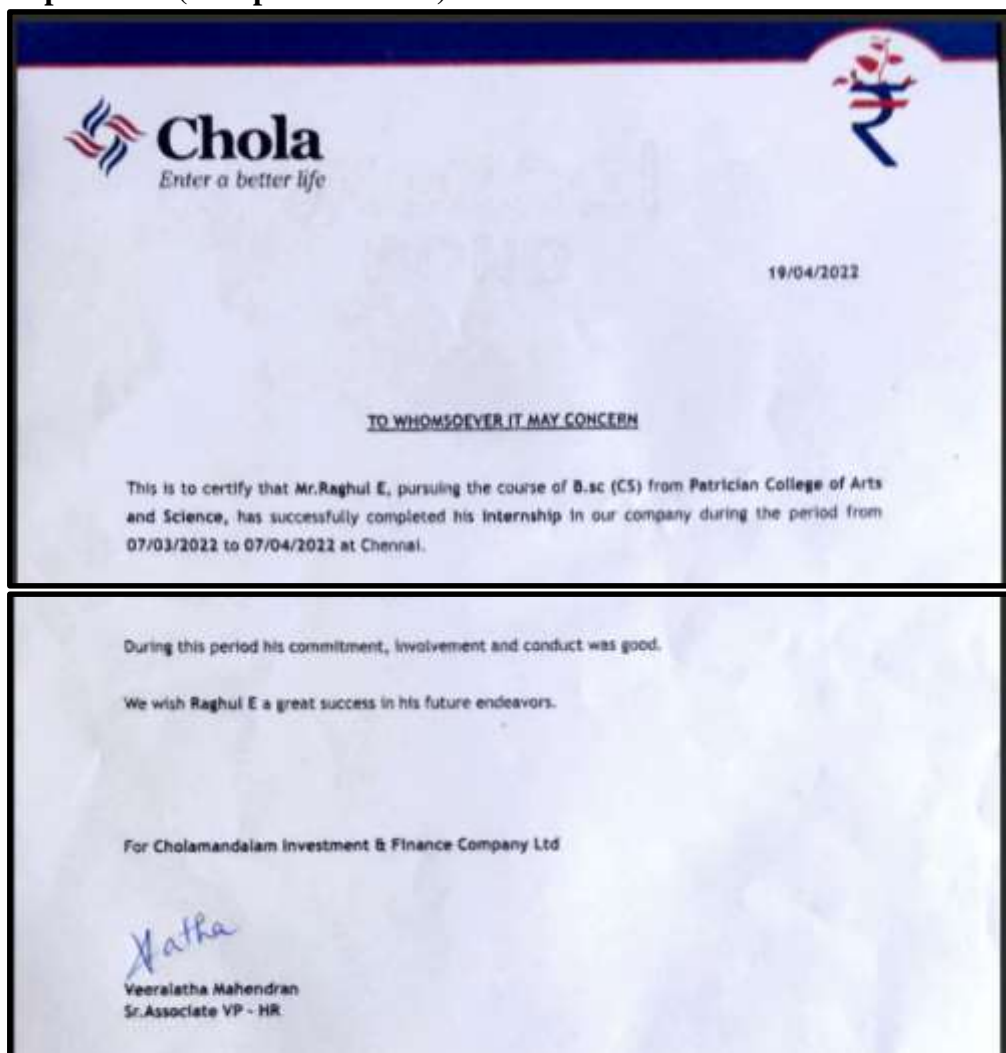 Chola
Enter a better life
₹
19/04/2022
TO WHOMSOEVER IT MAY CONCERN
This is to certify that Mr.Raghul E, pursuing the course of B.sc (CS) from Patrician College of Arts
and Science, has successfully completed his Internship in our company during the period from
07/03/2022 to 07/04/2022 at Chennai.
During this period his commitment, involvement and conduct was good.
We wish Raghul E a great success in his future endeavors.
For Cholamandalam Investment & Finance Company Ltd
Veeralatha Mahendran
Sr.Associate VP - HR